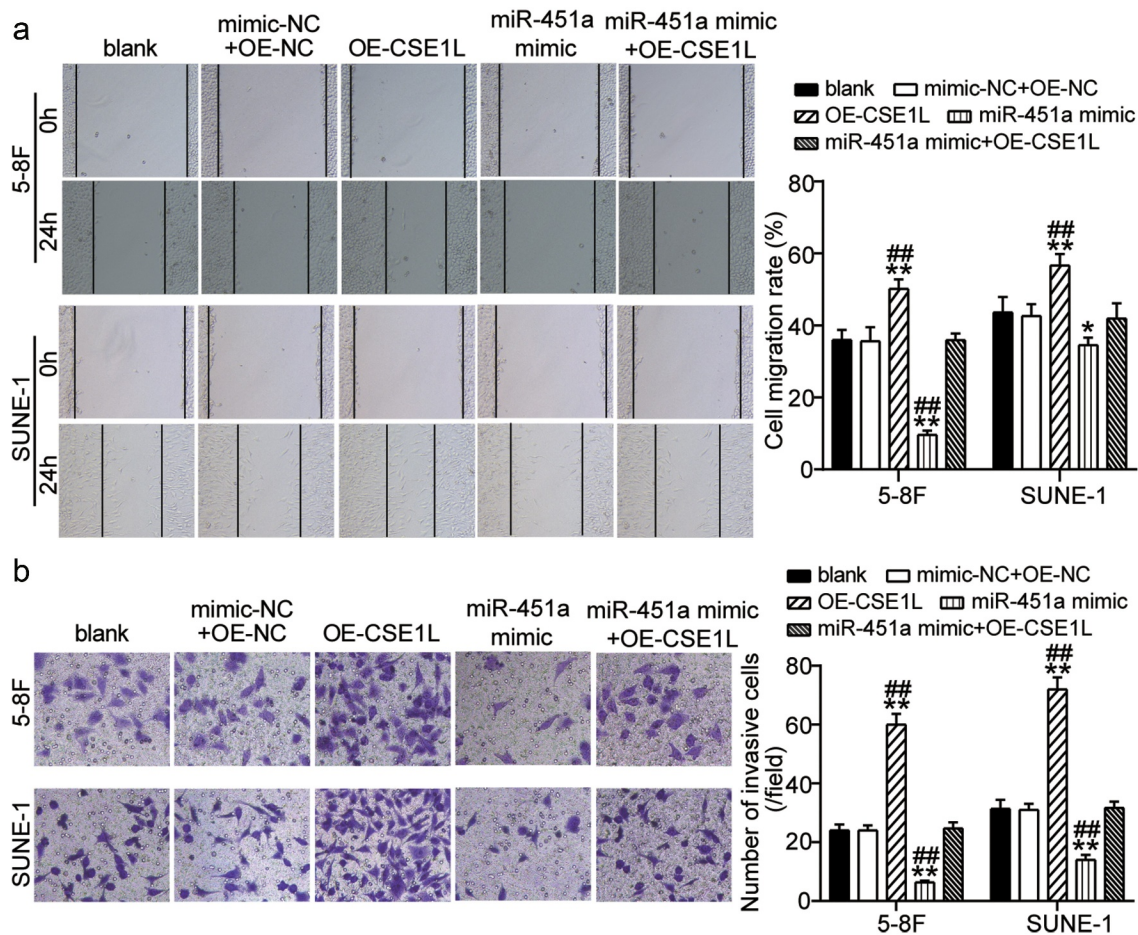 a
blank
mimic-NC
+OE-NC
OE-CSE1L
miR-451a
mimic
miR-451a mimic
+OE-CSE1L
5-8F
0h
24h
SUNE-1
0h
24h
blank mimic-NC+OE-NC
OE-CSE1L miR-451a mimic
miR-451a mimic+OE-CSE1L
Cell migration rate (%)
80
60
40
20
0
##
**
##
**
##
**
*
5-8F SUNE-1
b
blank
mimic-NC
+OE-NC
OE-CSE1L
miR-451a
mimic
miR-451a mimic
+OE-CSE1L
5-8F
SUNE-1
blank mimic-NC+OE-NC
OE-CSE1L miR-451a mimic
miR-451a mimic+OE-CSE1L
Number of invasive cells
(/field)
80
60
40
20
0
##
**
##
**
##
**
##
**
5-8F SUNE-1